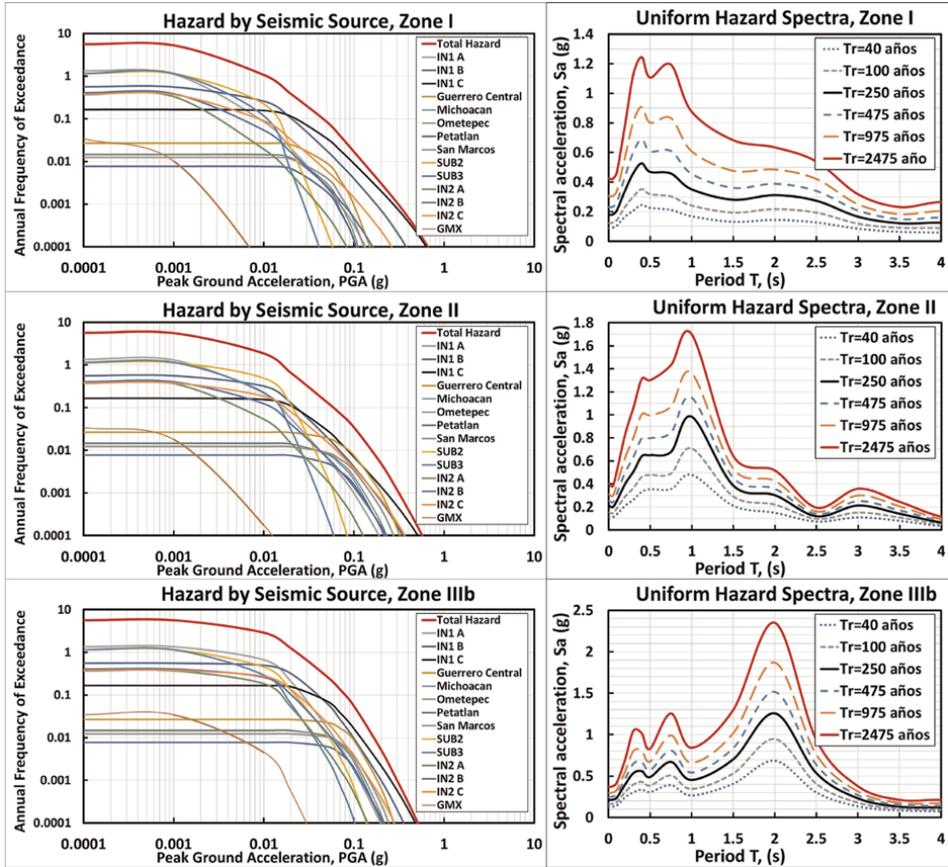 Hazard by Seismic Source, Zone I
Annual Frequency of Exceedance
10
1
0.1
0.01
0.001
0.0001
0.0001 0.001 0.01 0.1 1 10
Peak Ground Acceleration, PGA (g)
Total Hazard
IN1 A
IN1 B
IN1 C
Guerrero Central
Michoacan
Ometepec
Petatlan
San Marcos
SUB2
SUB3
IN2 A
IN2 B
IN2 C
GMX
Uniform Hazard Spectra, Zone I
Spectral acceleration, Sa (g)
1.4
1.2
1
0.8
0.6
0.4
0.2
0
0 0.5 1 1.5 2 2.5 3 3.5 4
Period T, (s)
Tr=40 años
Tr=100 años
Tr=250 años
Tr=475 años
Tr=975 años
Tr=2475 año
Hazard by Seismic Source, Zone II
Annual Frequency of Exceedance
10
1
0.1
0.01
0.001
0.0001
0.0001 0.001 0.01 0.1 1 10
Peak Ground Acceleration, PGA (g)
Total Hazard
IN1 A
IN1 B
IN1 C
Guerrero Central
Michoacan
Ometepec
Petatlan
San Marcos
SUB2
SUB3
IN2 A
IN2 B
IN2 C
GMX
Uniform Hazard Spectra, Zone II
Spectral acceleration, Sa (g)
1.8
1.6
1.4
1.2
1
0.8
0.6
0.4
0.2
0
0 0.5 1 1.5 2 2.5 3 3.5 4
Period T, (s)
Tr=40 años
Tr=100 años
Tr=250 años
Tr=475 años
Tr=975 años
Tr=2475 años
Hazard by Seismic Source, Zone IIIb
Annual Frequency of Exceedance
10
1
0.1
0.01
0.001
0.0001
0.0001 0.001 0.01 0.1 1 10
Peak Ground Acceleration, PGA (g)
Total Hazard
IN1 A
IN1 B
IN1 C
Guerrero Central
Michoacan
Ometepec
Petatlan
San Marcos
SUB2
SUB3
IN2 A
IN2 B
IN2 C
GMX
Uniform Hazard Spectra, Zone IIIb
Spectral acceleration, Sa (g)
2.5
2
1.5
1
0.5
0
0 0.5 1 1.5 2 2.5 3 3.5 4
Period T, (s)
Tr=40 años
Tr=100 años
Tr=250 años
Tr=475 años
Tr=975 años
Tr=2475 años